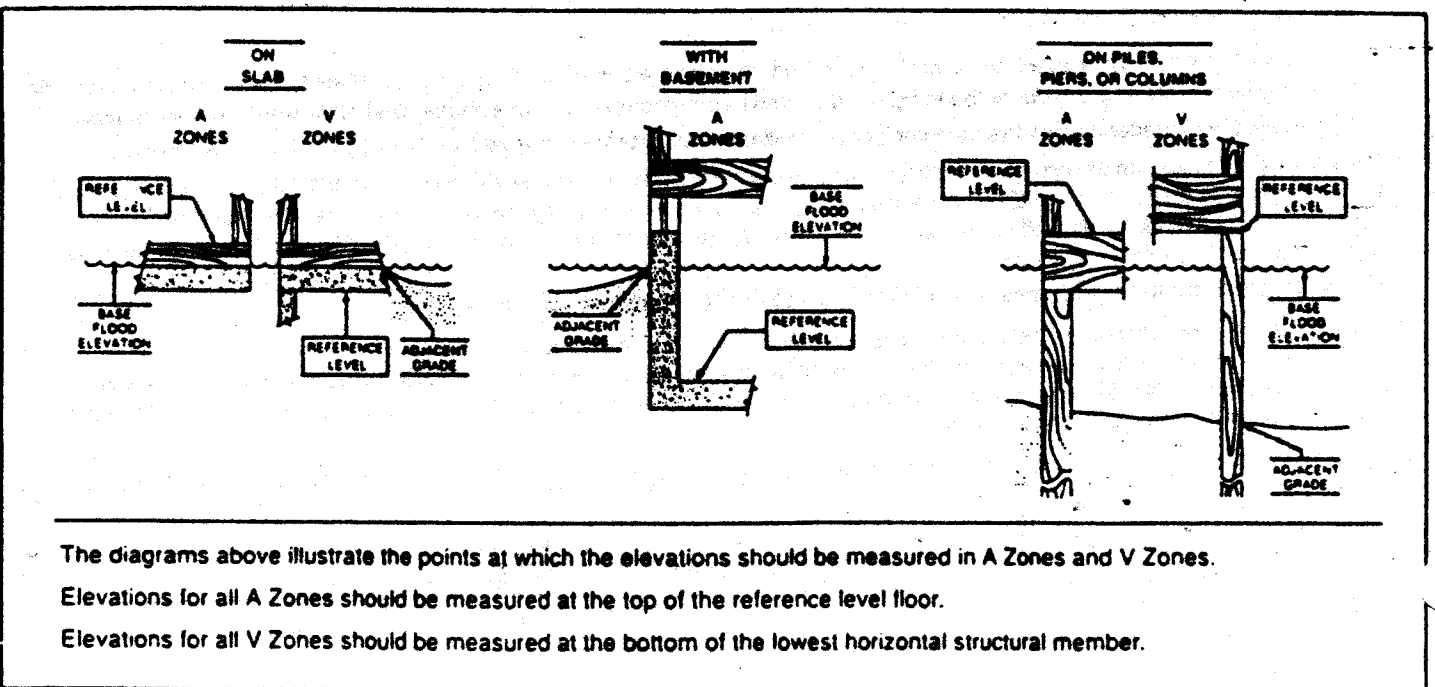 ON
SLAB
A
ZONES
V
ZONES
REFERENCE
LEVEL
BASE
FLOOD
ELEVATION
REFERENCE
LEVEL
ADJACENT
GRADE
WITH
BASEMENT
A
ZONES
BASE
FLOOD
ELEVATION
ADJACENT
GRADE
REFERENCE
LEVEL
ON PILES,
PIERS, OR COLUMNS
A
ZONES
V
ZONES
REFERENCE
LEVEL
REFERENCE
LEVEL
BASE
FLOOD
ELEVATION
ADJACENT
GRADE
The diagrams above illustrate the points at which the elevations should be measured in A Zones and V Zones.
Elevations for all A Zones should be measured at the top of the reference level floor.
Elevations for all V Zones should be measured at the bottom of the lowest horizontal structural member.